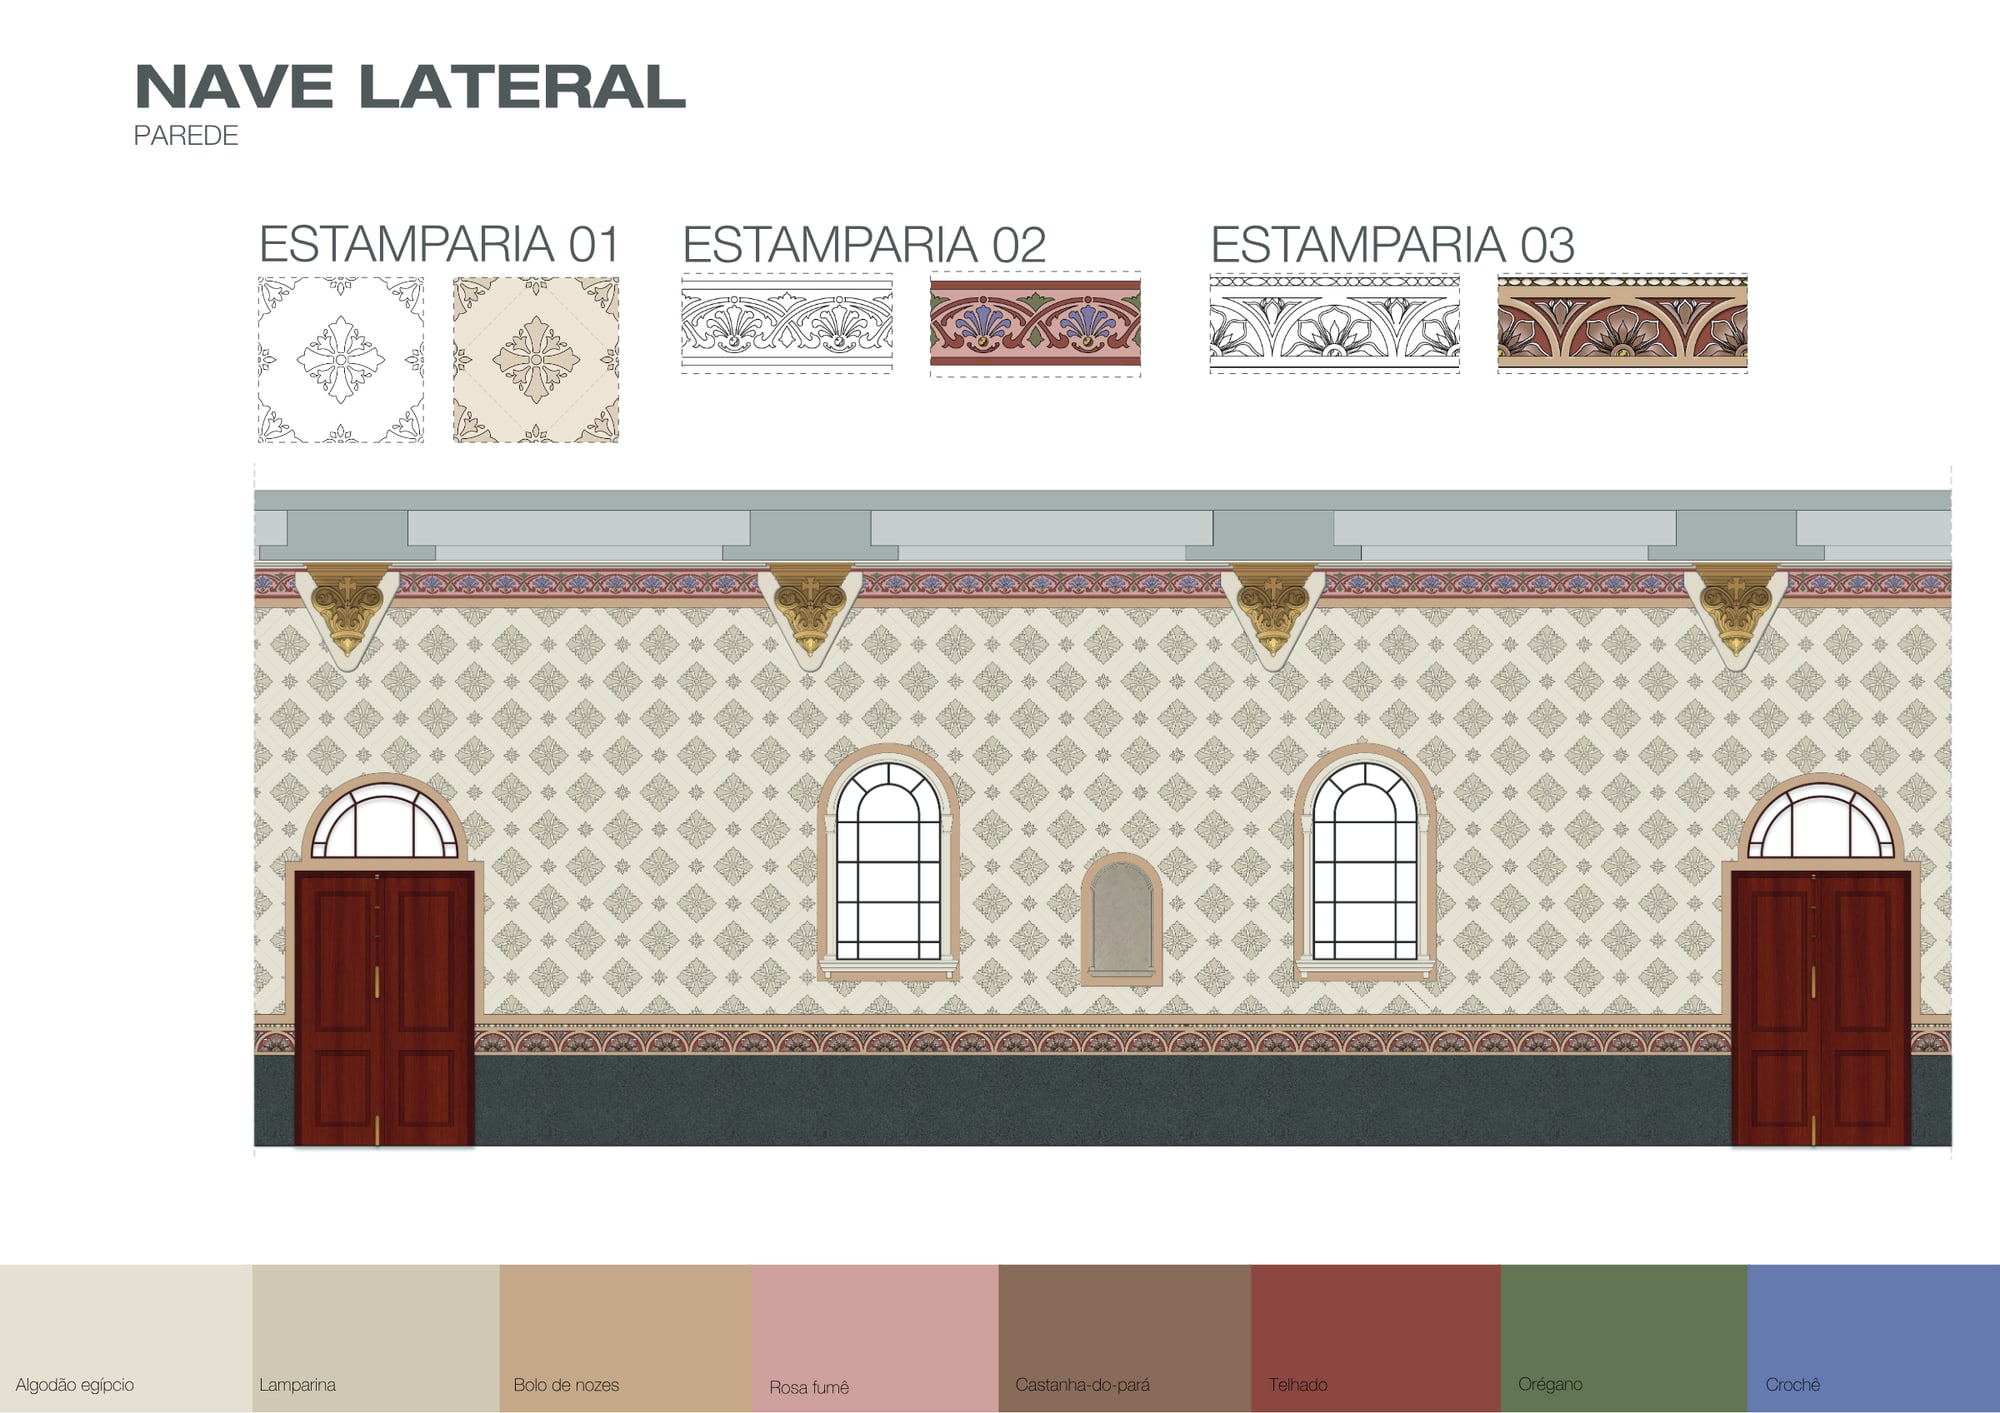 NAVE LATERAL
PAREDE
ESTAMPARIA 01
ESTAMPARIA 02
ESTAMPARIA 03
Algodão egípcio
Lamparina
Bolo de nozes
Rosa fumê
Castanha-do-pará
Telhado
Orégano
Crochê